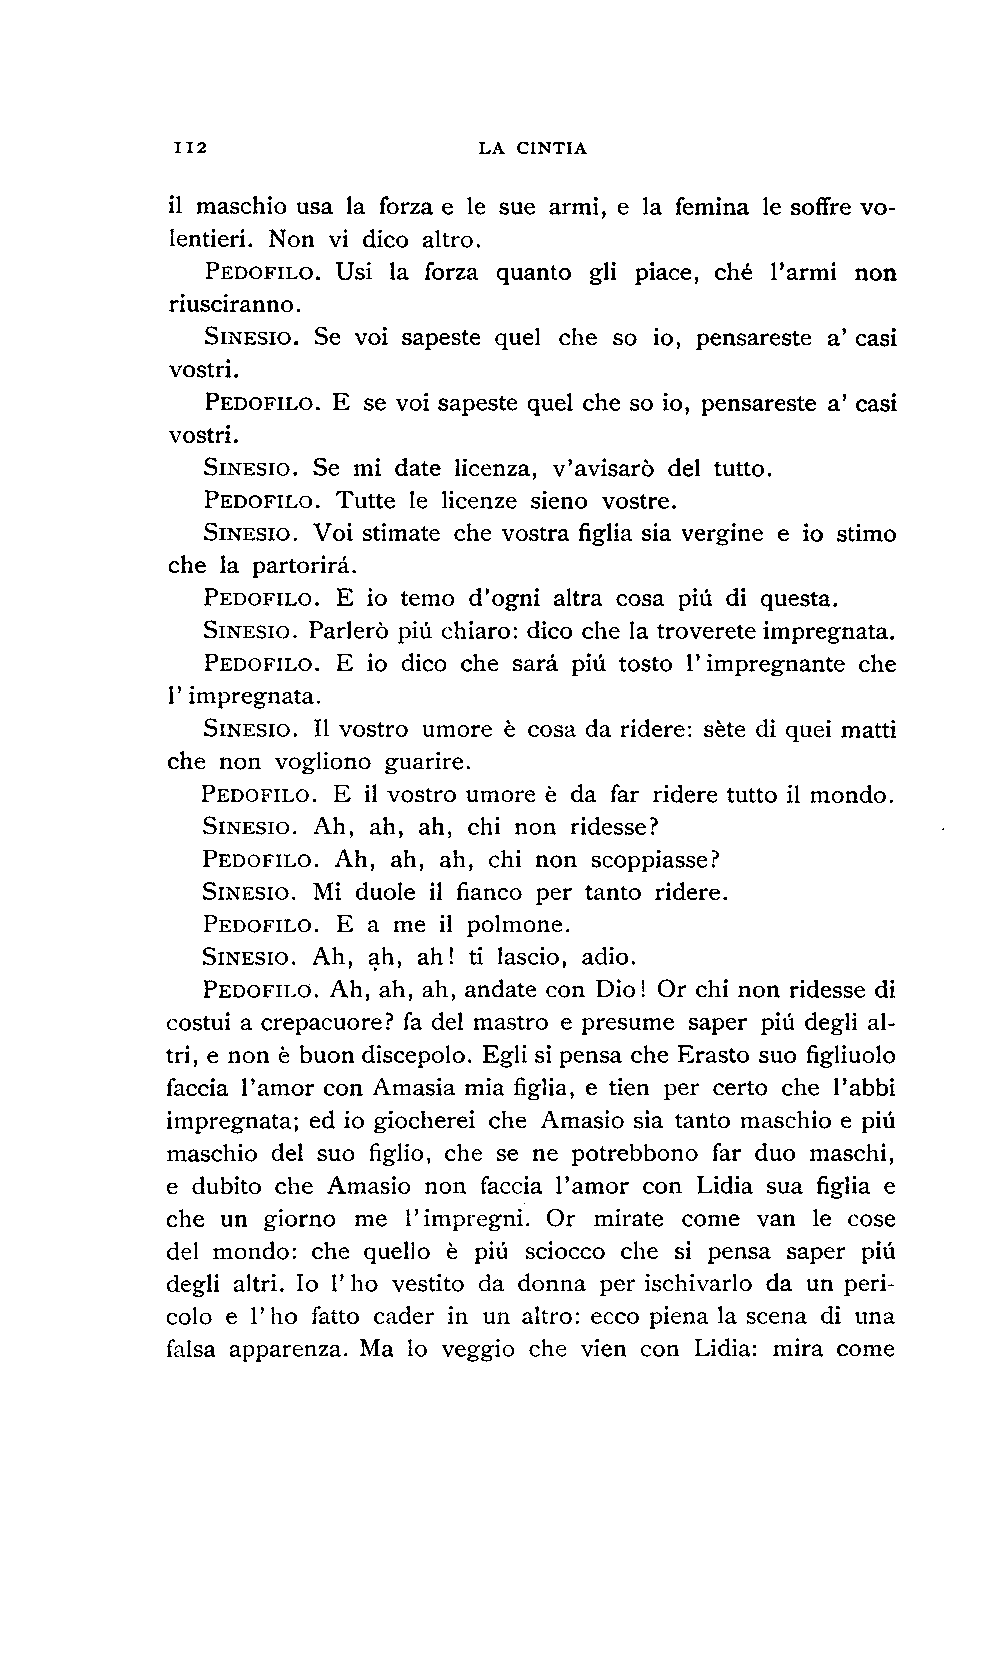 112 LA CINTIA
il maschio usa la forza e le sue armi, e la femina le soffre vo-
lentieri. Non vi dico altro.
PEDOFILO. Usi la forza quanto gli piace, ché l'armi non
riusciranno.
SINESIO. Se voi sapeste quel che so io, pensareste a' casi
vostri.
PEDOFILO. E se voi sapeste quel che so io, pensareste a' casi
vostri.
SINESIO. Se mi date licenza, v'avisarò del tutto.
PEDOFILO. Tutte le licenze sieno vostre.
SINESIO. Voi stimate che vostra figlia sia vergine e io stimo
che la partorirá.
PEDOFILO. E io temo d'ogni altra cosa piú di questa.
SINESIO. Parlerò piú chiaro: dico che la troverete impregnata.
PEDOFILO. E io dico che sará piú tosto l'impregnante che
l'impregnata.
SINESIO. Il vostro umore è cosa da ridere: sète di quei matti
che non vogliono guarire.
PEDOFILO. E il vostro umore è da far ridere tutto il mondo.
SINESIO. Ah, ah, ah, chi non ridesse?
PEDOFILO. Ah, ah, ah, chi non scoppiasse?
SINESIO. Mi duole il fianco per tanto ridere.
PEDOFILO. E a me il polmone.
SINESIO. Ah, ah, ah! ti lascio, adio.
PEDOFILO. Ah, ah, ah, andate con Dio! Or chi non ridesse di
costui a crepacuore? fa del mastro e presume saper piú degli al-
tri, e non è buon discepolo. Egli si pensa che Erasto suo figliuolo
faccia l'amor con Amasia mia figlia, e tien per certo che l'abbi
impregnata; ed io giocherei che Amasio sia tanto maschio e piú
maschio del suo figlio, che se ne potrebbono far duo maschi,
e dubito che Amasio non faccia l'amor con Lidia sua figlia e
che un giorno me l'impregni. Or mirate come van le cose
del mondo: che quello è piú sciocco che si pensa saper piú
degli altri. Io l'ho vestito da donna per ischivarlo da un peri-
colo e l'ho fatto cader in un altro: ecco piena la scena di una
falsa apparenza. Ma lo veggio che vien con Lidia: mira come